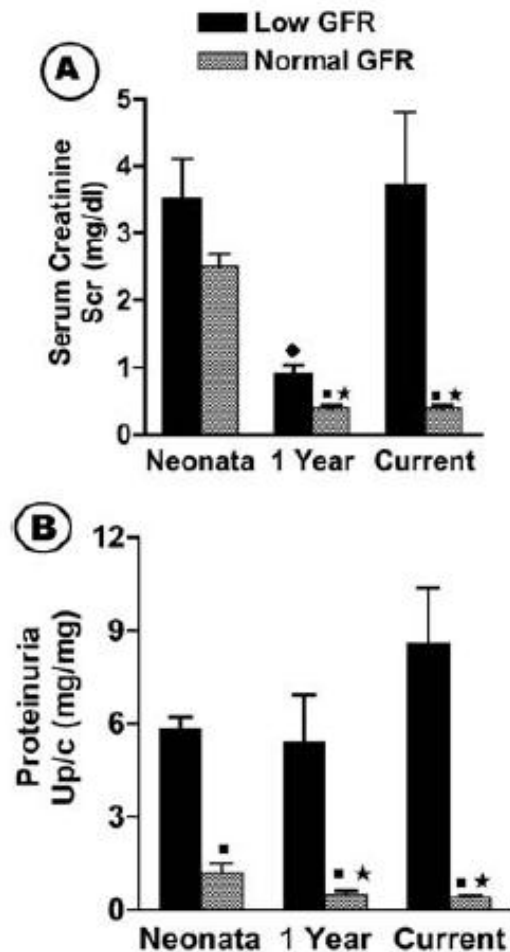 Low GFR
Normal GFR
A
Serum Creatinine
Scr (mg/dl)
5
4
3
2
1
0
Neonata 1 Year Current
B
Proteinuria
Up/c (mg/mg)
12
9
6
3
0
Neonata 1 Year Current